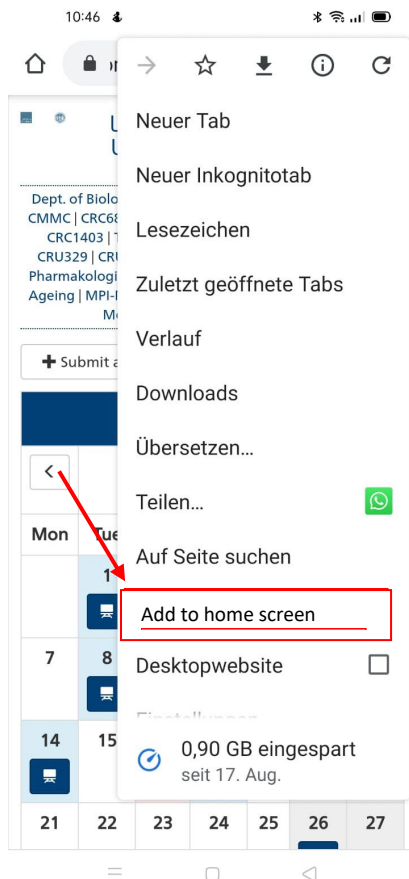 10:46
Neuer Tab
Neuer Inkognitotab
Dept. of Biolo
CMMC | CRC68
CRC1403 |
CRU329 | CRU
Pharmakologi
Ageing | MPI-
Lesezeichen
Zuletzt geöffnete Tabs
Verlauf
+ Submit a
Downloads
Übersetzen...
Teilen...
Mon Tue
Auf Seite suchen
1
Add to home screen
7 8
Desktopwebsite
Einstellungen
14 15
0,90 GB eingespart
seit 17. Aug.
21 22 23 24 25 26 27